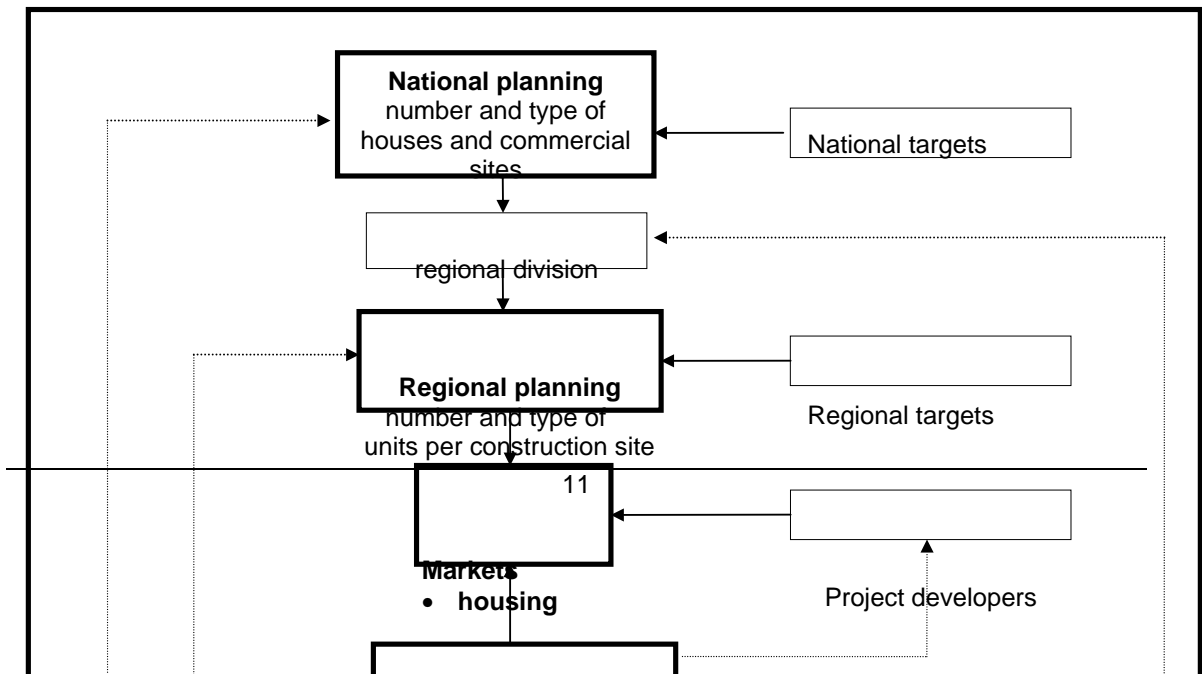 National planning
number and type of
houses and commercial
sites
National targets
regional division
Regional planning
number and type of
units per construction site
Regional targets
11
Markets
• housing
Project developers